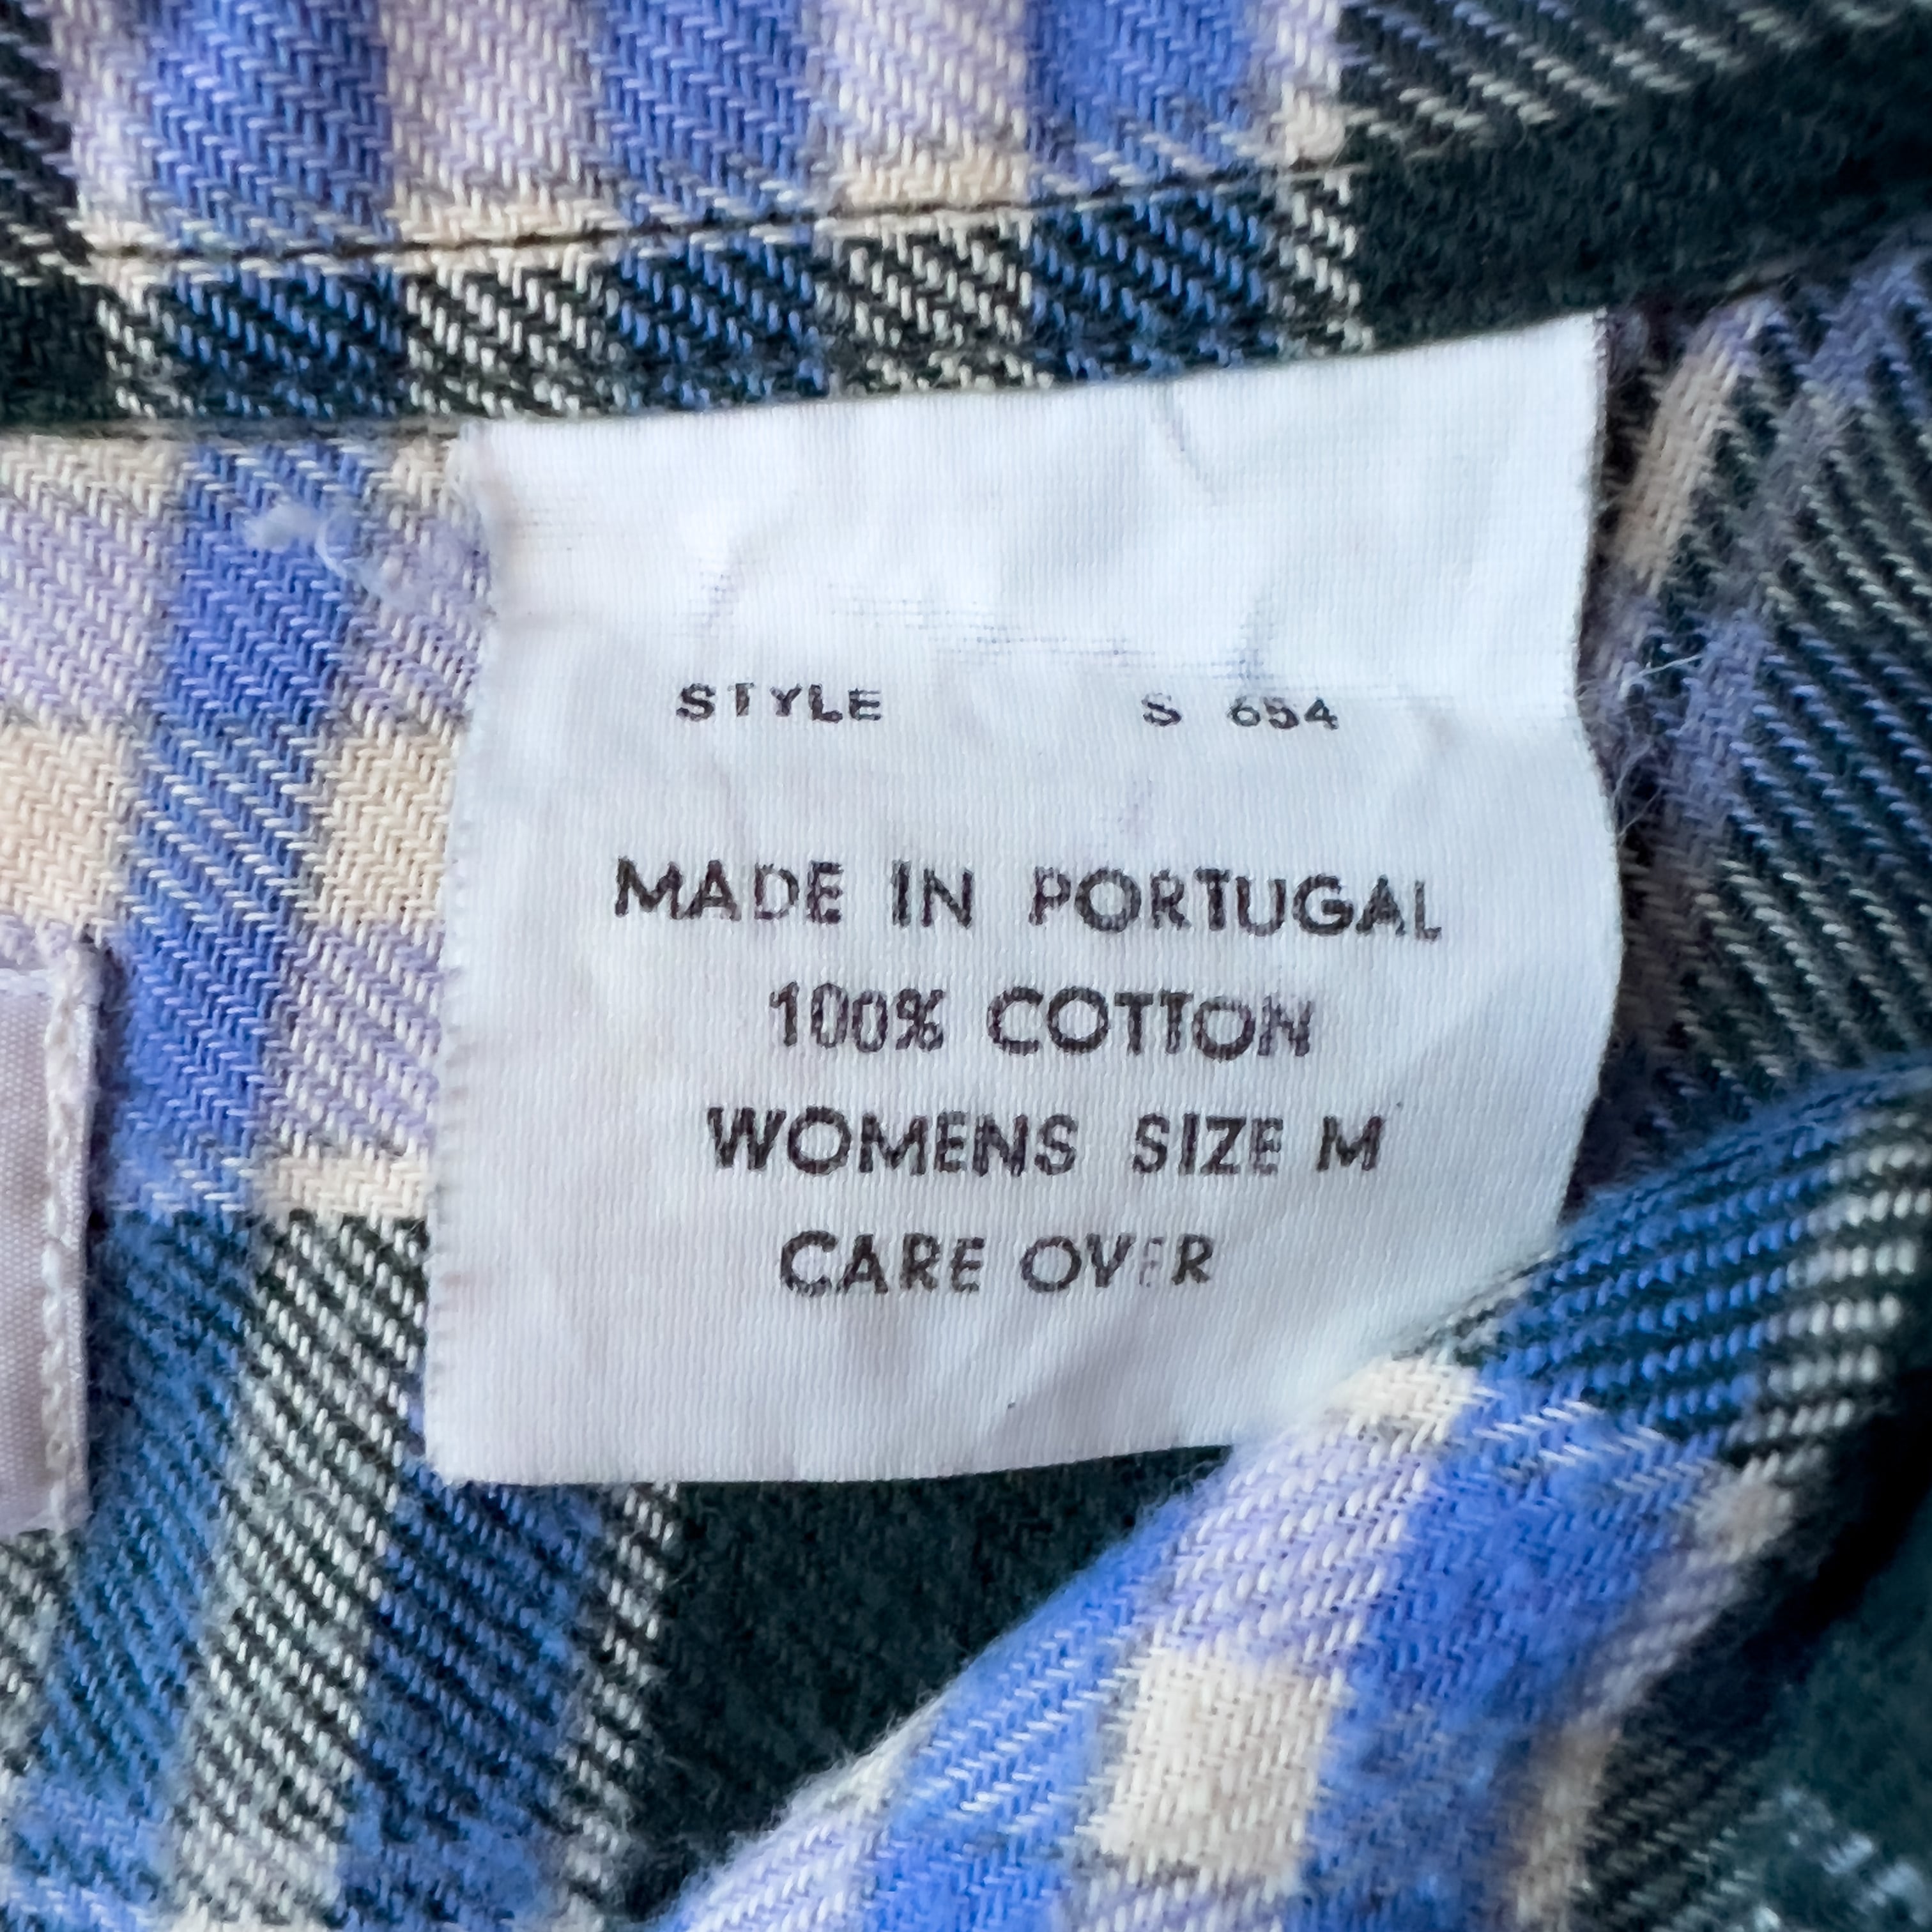 STYLE S 654
MADE IN PORTUGAL
100% COTTON
WOMENS SIZE M
CARE OVER